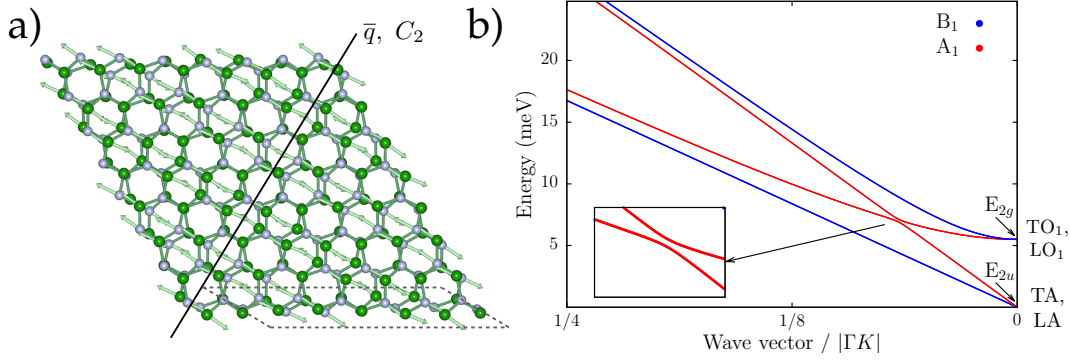 a)
q̅, C₂
b)
B₁
A₁
Energy (meV)
20
15
10
5
E₂g
TO₁,
LO₁
E₂u
TA,
LA
1/4
1/8
0
Wave vector / |ΓK|